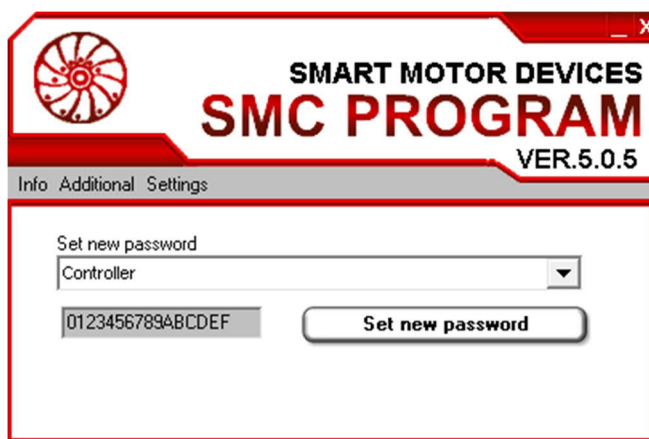 _ X
SMART MOTOR DEVICES
SMC PROGRAM
VER.5.0.5
Info Additional Settings
Set new password
Controller
0123456789ABCDEF Set new password